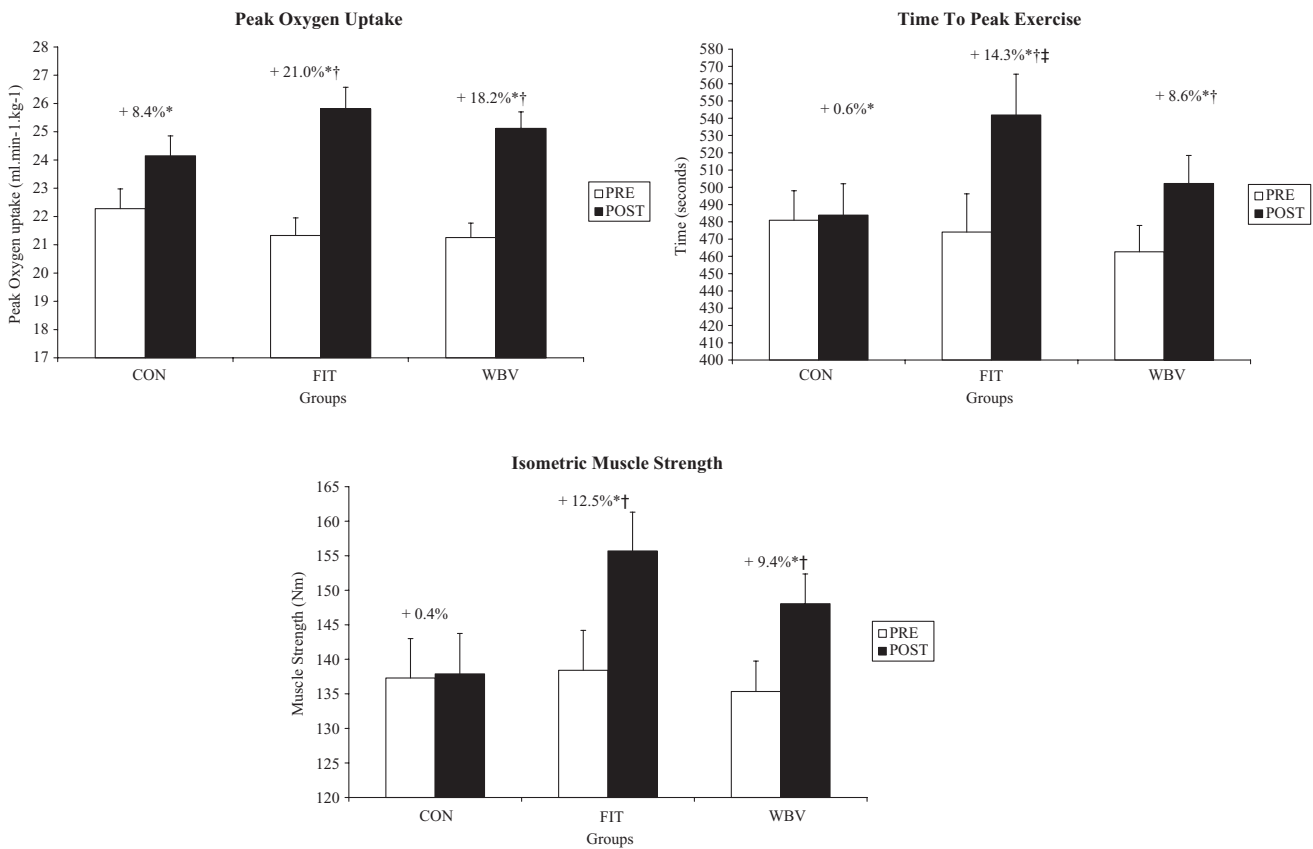 Peak Oxygen Uptake
Peak Oxygen uptake (ml.min-1.kg-1)
28
27
26
25
24
23
22
21
20
19
18
17
+ 8.4%*
+ 21.0%*†
+ 18.2%*†
PRE
POST
CON
FIT
WBV
Groups
Time To Peak Exercise
Time (seconds)
580
570
560
550
540
530
520
510
500
490
480
470
460
450
440
430
420
410
400
+ 0.6%*
+ 14.3%*†‡
+ 8.6%*†
PRE
POST
CON
FIT
WBV
Groups
Isometric Muscle Strength
Muscle Strength (Nm)
165
160
155
150
145
140
135
130
125
120
+ 0.4%
+ 12.5%*†
+ 9.4%*†
PRE
POST
CON
FIT
WBV
Groups